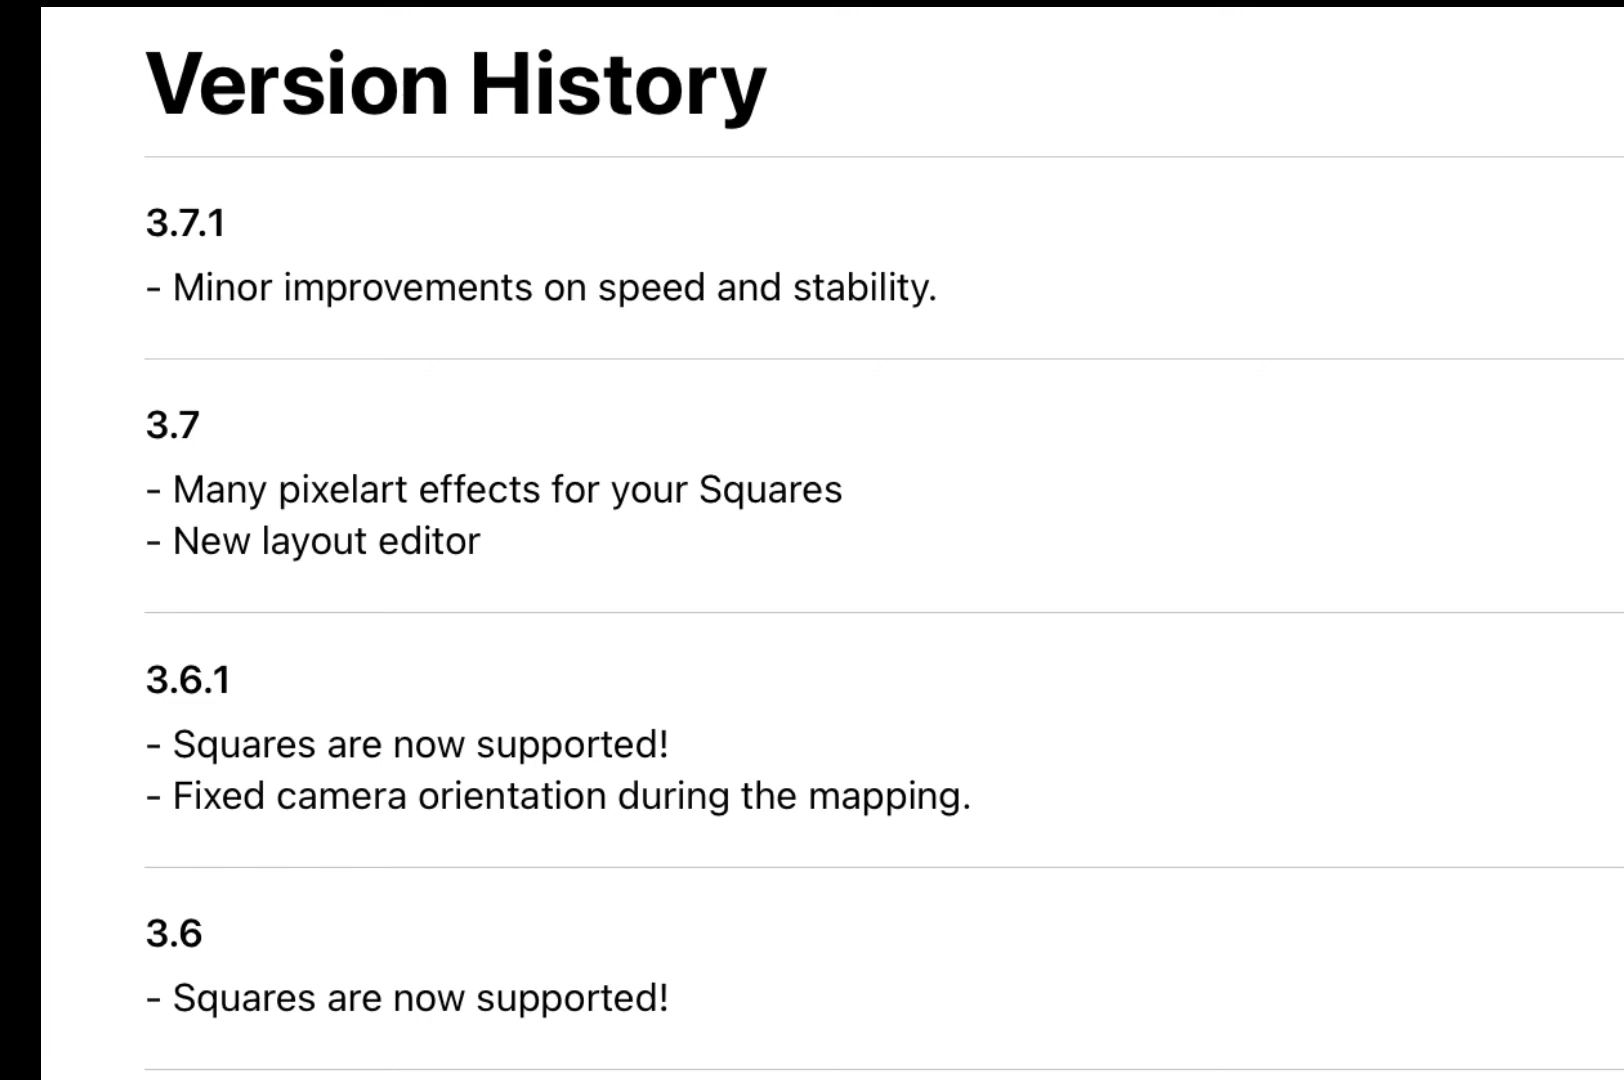 Version History
3.7.1
- Minor improvements on speed and stability.
3.7
- Many pixelart effects for your Squares
- New layout editor
3.6.1
- Squares are now supported!
- Fixed camera orientation during the mapping.
3.6
- Squares are now supported!